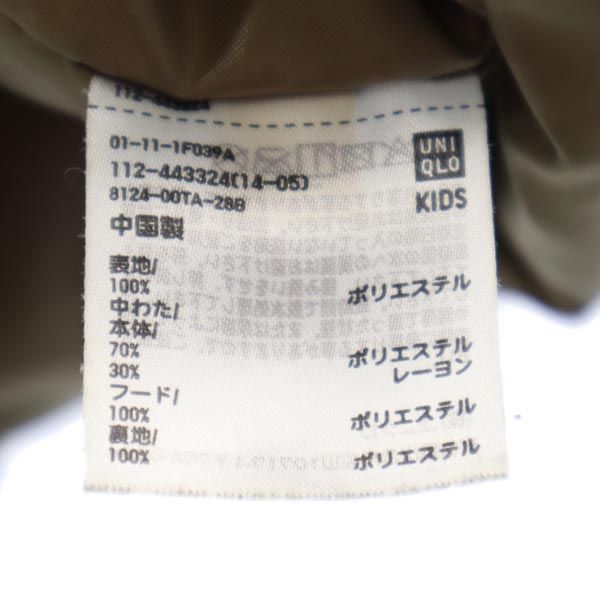 112-443324
01-11-1F039A
112-443324(14-05)
8124-00TA-28B
中国製
UNI
QLO
KIDS
表地/
100% ポリエステル
中わた/
本体/
70% ポリエステル
30% レーヨン
フード/
100% ポリエステル
裏地/
100% ポリエステル